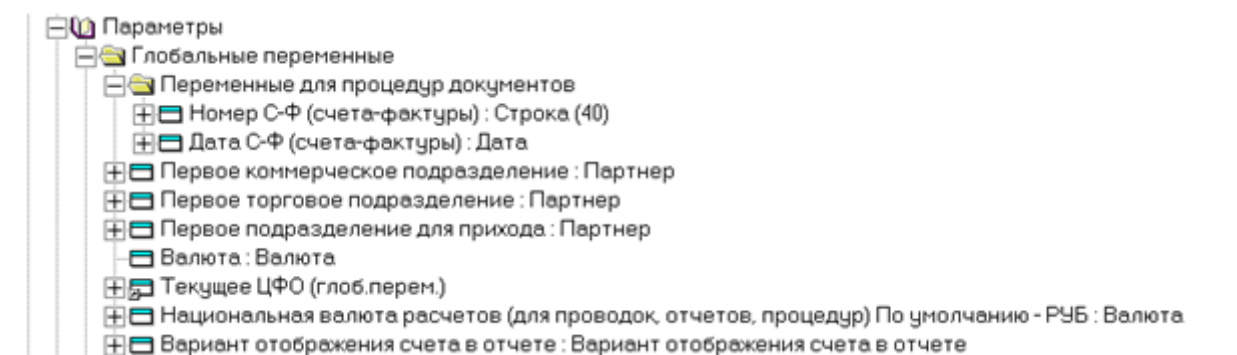 Параметры
Глобальные переменные
Переменные для процедур документов
Номер С-Ф (счета-фактуры) : Строка (40)
Дата С-Ф (счета-фактуры) : Дата
Первое коммерческое подразделение : Партнер
Первое торговое подразделение : Партнер
Первое подразделение для прихода : Партнер
Валюта : Валюта
Текущее ЦФО (глоб.перем.)
Национальная валюта расчетов (для проводок, отчетов, процедур) По умолчанию - РУБ : Валюта
Вариант отображения счета в отчете : Вариант отображения счета в отчете